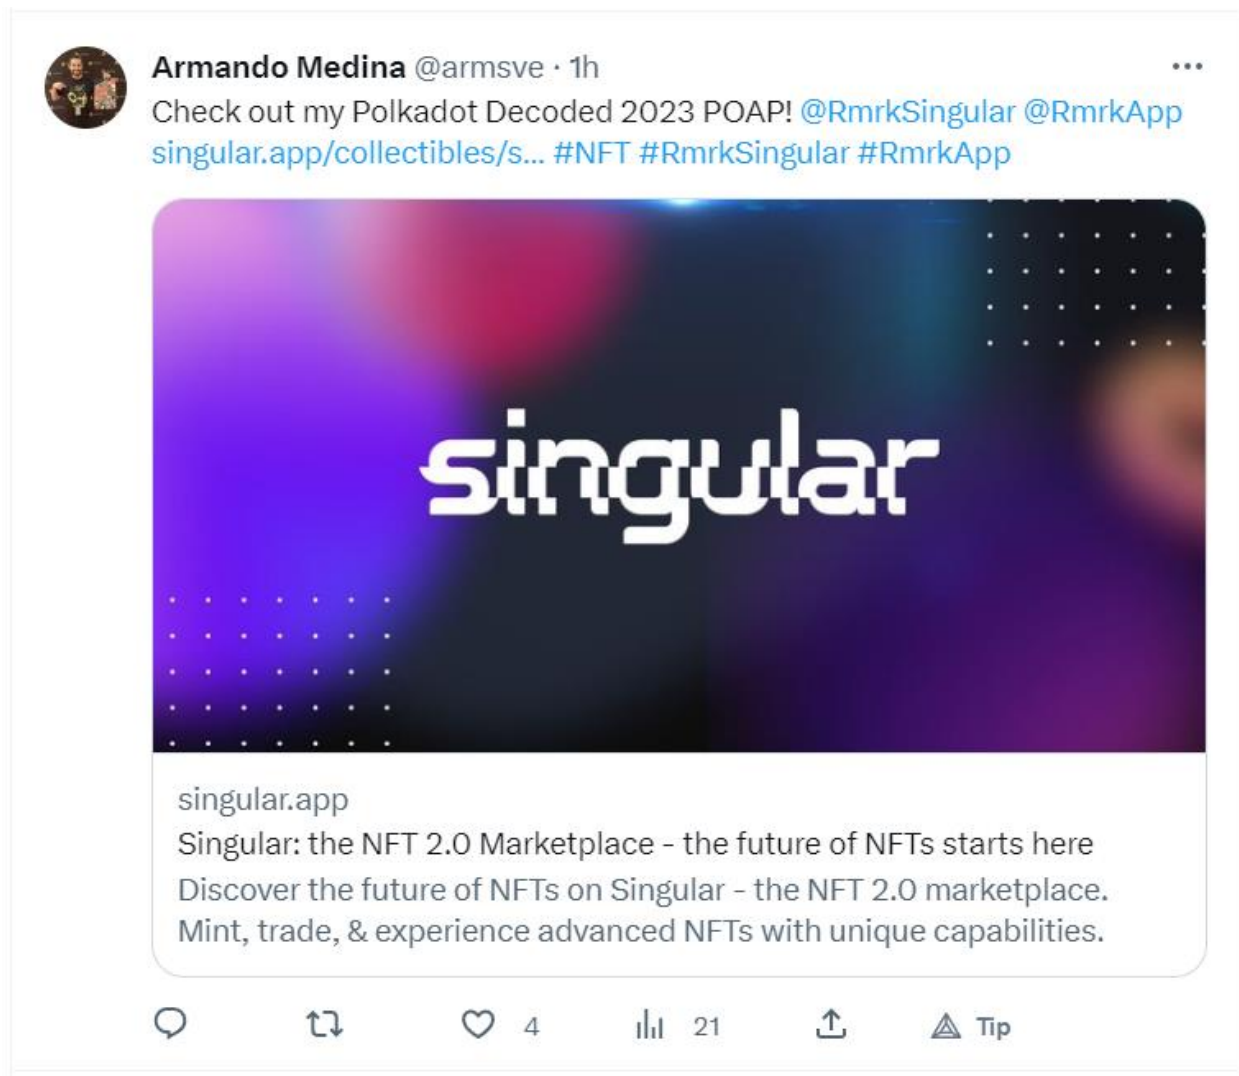 Armando Medina @armsve · 1h
Check out my Polkadot Decoded 2023 POAP! @RmrkSingular @RmrkApp
singular.app/collectibles/s... #NFT #RmrkSingular #RmrkApp
singular
singular.app
Singular: the NFT 2.0 Marketplace - the future of NFTs starts here
Discover the future of NFTs on Singular - the NFT 2.0 marketplace.
Mint, trade, & experience advanced NFTs with unique capabilities.
4 21 Tip